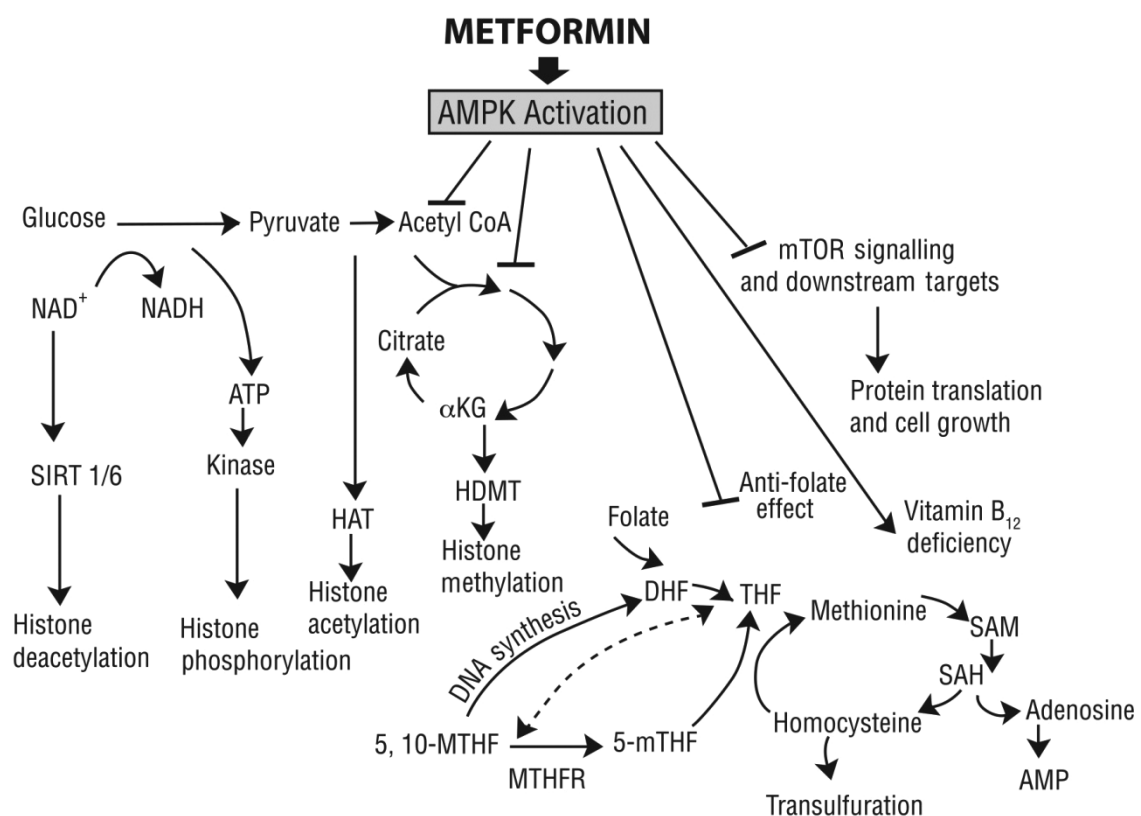 METFORMIN
AMPK Activation
Glucose
Pyruvate
Acetyl CoA
mTOR signalling
and downstream targets
NAD+
NADH
Citrate
ATP
αKG
Protein translation
and cell growth
SIRT 1/6
Kinase
HDMT
Anti-folate
effect
Vitamin B12
deficiency
HAT
Folate
Histone
methylation
Histone
deacetylation
Histone
phosphorylation
Histone
acetylation
DNA synthesis
DHF
THF
Methionine
SAM
SAH
5, 10-MTHF
MTHFR
5-mTHF
Homocysteine
Adenosine
AMP
Transulfuration